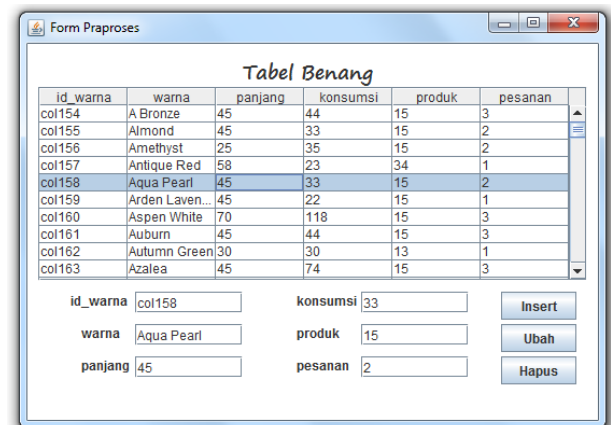 Form Praproses
Tabel Benang
id_warna warna panjang konsumsi produk pesanan
col154 A Bronze 45 44 15 3
col155 Almond 45 33 15 2
col156 Amethyst 25 35 15 2
col157 Antique Red 58 23 34 1
col158 Aqua Pearl 45 33 15 2
col159 Arden Laven... 45 22 15 1
col160 Aspen White 70 118 15 3
col161 Auburn 45 44 15 3
col162 Autumn Green 30 30 13 1
col163 Azalea 45 74 15 3
id_warna col158 konsumsi 33 Insert
warna Aqua Pearl produk 15 Ubah
panjang 45 pesanan 2 Hapus